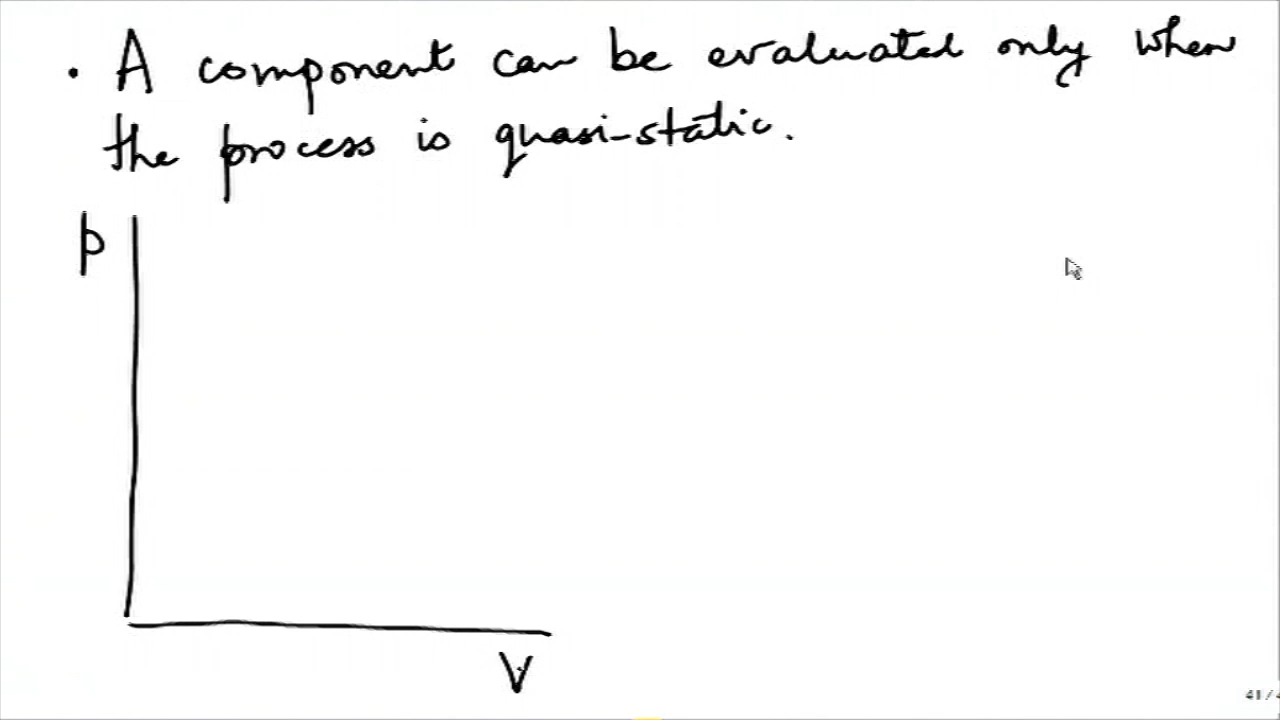 . A component can be evaluated only when
the process is quasi-static.
p
V